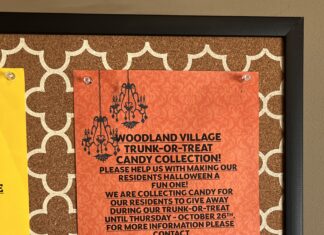 WOODLAND VILLAGE
TRUNK-OR-TREAT
CANDY COLLECTION!
PLEASE HELP US WITH MAKING OUR
RESIDENTS HALLOWEEN A
FUN ONE!
WE ARE COLLECTING CANDY FOR
OUR RESIDENTS TO GIVE AWAY
DURING OUR TRUNK-OR-TREAT
UNTIL THURSDAY - OCTOBER 26TH.
FOR MORE INFORMATION PLEASE
CONTACT